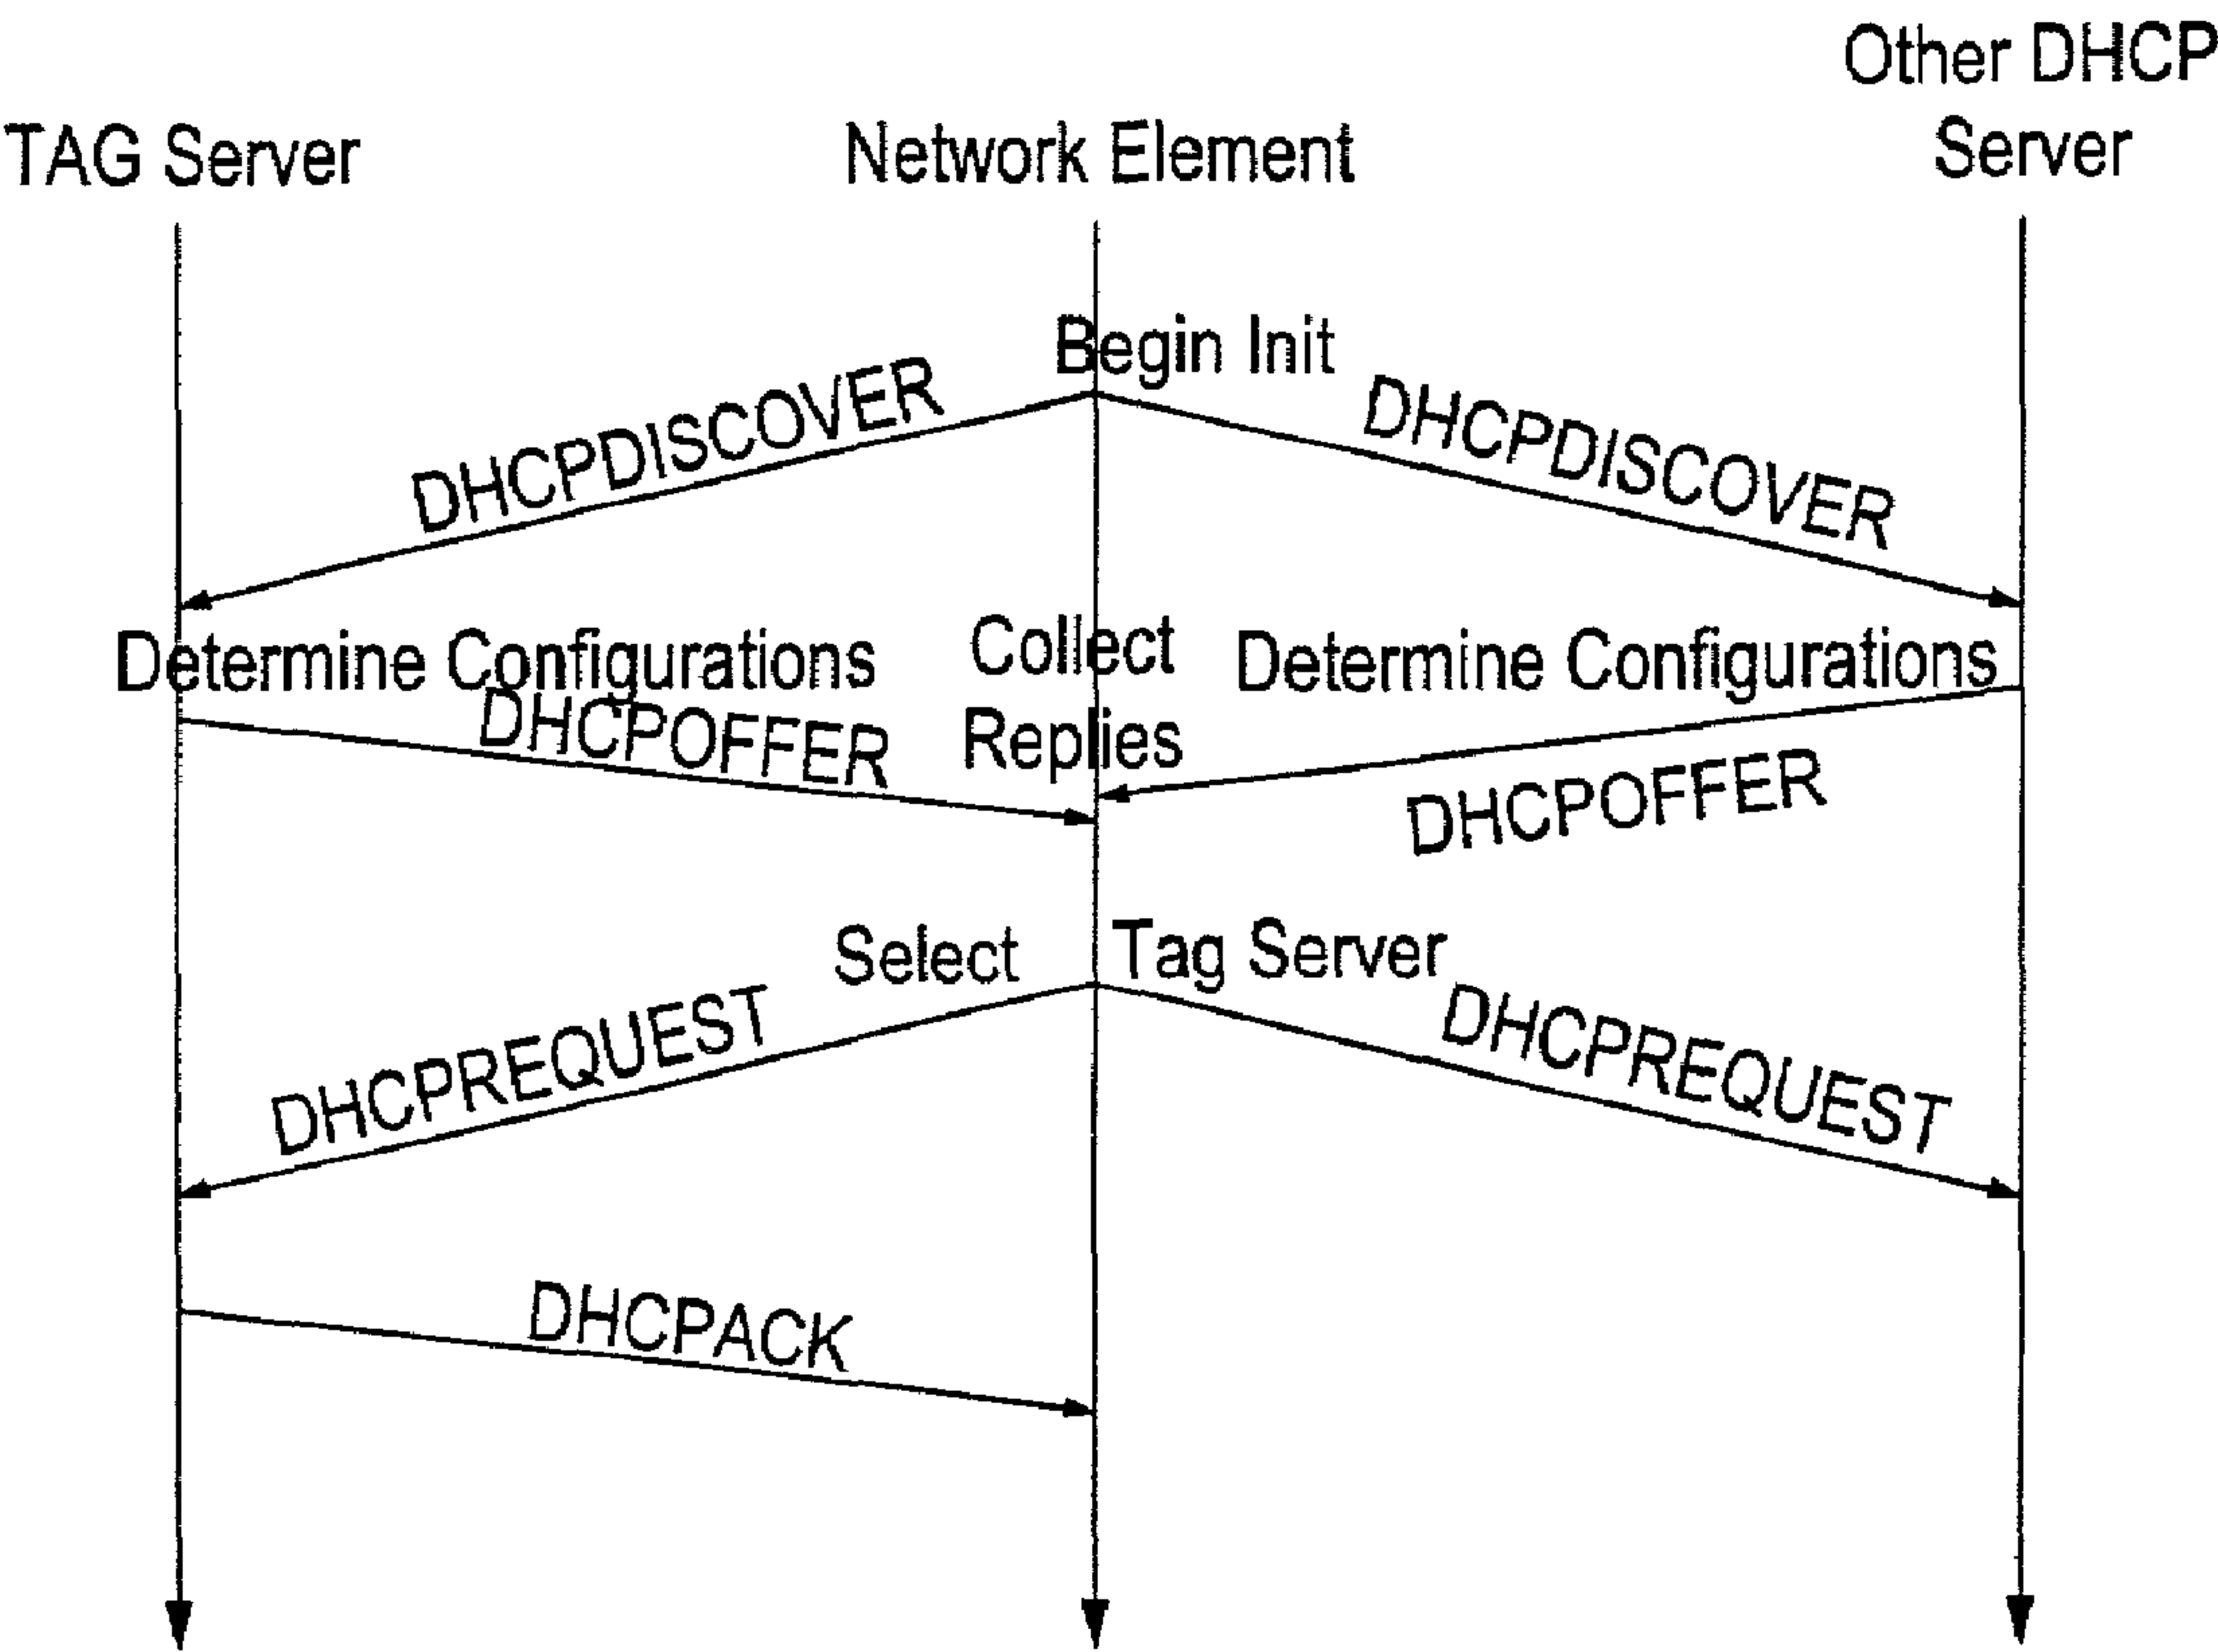 Other DHCP
Server
TAG Server
Network Element
Begin Init
DHCPDISCOVER
DHCPDISCOVER
Determine Configurations
Collect
Replies
Determine Configurations
DHCPOFFER
DHCPOFFER
Select Tag Server
DHCPREQUEST
DHCPREQUEST
DHCPACK